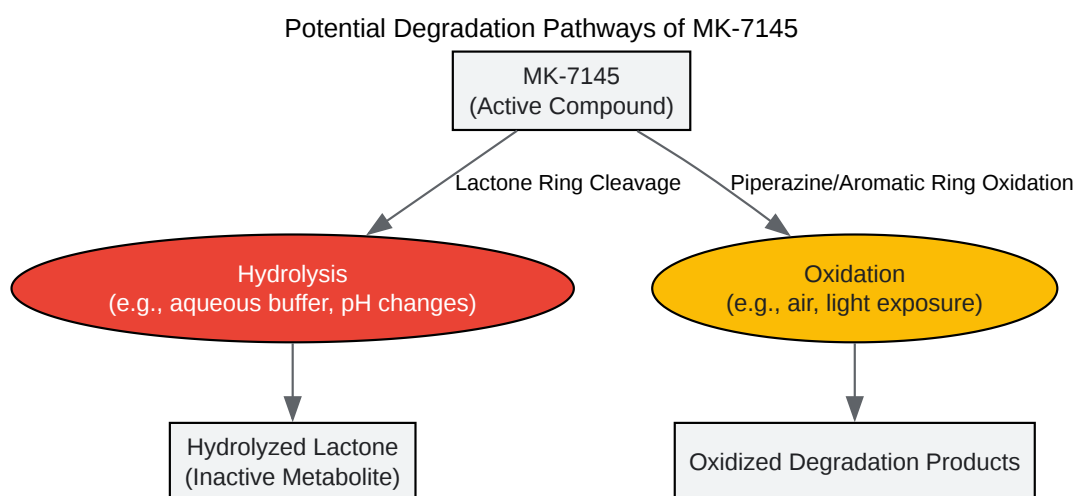 Potential Degradation Pathways of MK-7145
MK-7145
(Active Compound)
Lactone Ring Cleavage
Piperazine/Aromatic Ring Oxidation
Hydrolysis
(e.g., aqueous buffer, pH changes)
Oxidation
(e.g., air, light exposure)
Hydrolyzed Lactone
(Inactive Metabolite)
Oxidized Degradation Products